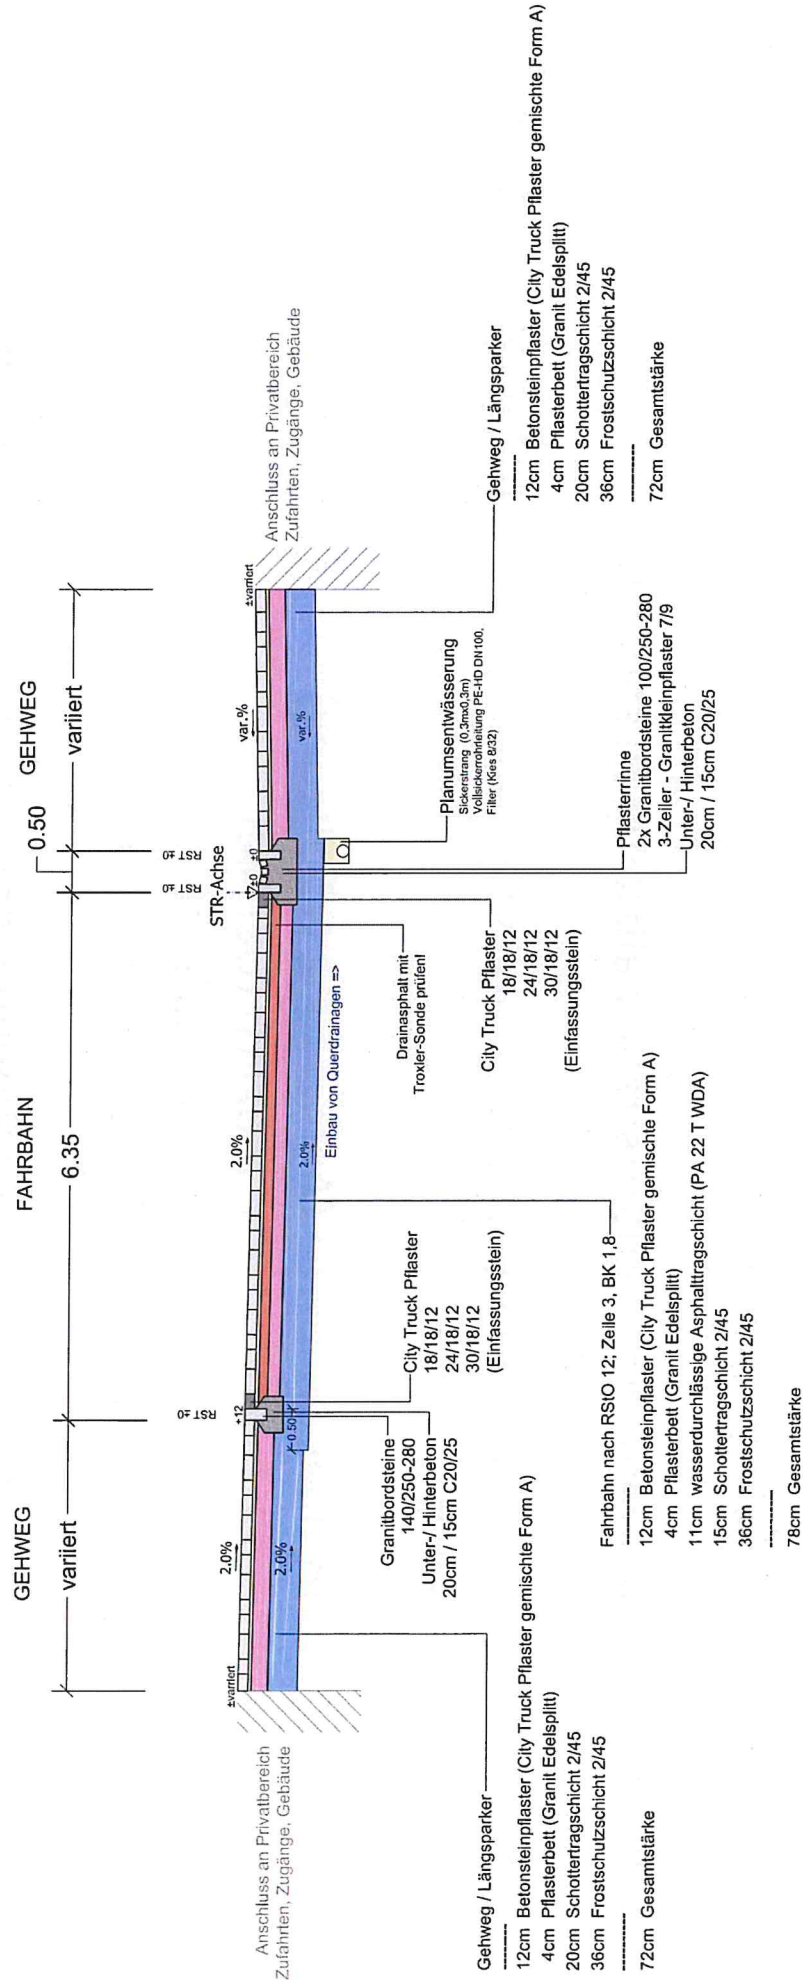 GEHWEG
variiert
FAHRBAHN
6.35
0.50
GEHWEG
variiert
RST ±0
RST ±0
RST ±0
STR-Achse
Anschluss an Privatbereich
Zufahrten, Zugänge, Gebäude
±varriert
2.0%
2.0%
+12
0.50
2.0%
2.0%
±0
±0
var.%
var.%
±varriert
Anschluss an Privatbereich
Zufahrten, Zugänge, Gebäude
Einbau von Querdrainagen =>
Granitbordsteine
140/250-280
Unter-/ Hinterbeton
20cm / 15cm C20/25
City Truck Pflaster
18/18/12
24/18/12
30/18/12
(Einfassungsstein)
Drainasphalt mit
Troxler-Sonde prüfen!
City Truck Pflaster
18/18/12
24/18/12
30/18/12
(Einfassungsstein)
Planumsentwässerung
Sickerstrang (0,3mx0,3m)
Vollsickerrohrleitung PE-HD DN100,
Filter (Kies 8/32)
Pflasterrinne
2x Granitbordsteine 100/250-280
3-Zeiler - Granitkleinpflaster 7/9
Unter-/ Hinterbeton
20cm / 15cm C20/25
Gehweg / Längsparker
----------
12cm Betonsteinpflaster (City Truck Pflaster gemischte Form A)
4cm Pflasterbett (Granit Edelsplitt)
20cm Schottertragschicht 2/45
36cm Frostschutzschicht 2/45
----------
72cm Gesamtstärke
Fahrbahn nach RStO 12; Zeile 3, BK 1,8
----------
12cm Betonsteinpflaster (City Truck Pflaster gemischte Form A)
4cm Pflasterbett (Granit Edelsplitt)
11cm wasserdurchlässige Asphalttragschicht (PA 22 T WDA)
15cm Schottertragschicht 2/45
36cm Frostschutzschicht 2/45
----------
78cm Gesamtstärke
Gehweg / Längsparker
----------
12cm Betonsteinpflaster (City Truck Pflaster gemischte Form A)
4cm Pflasterbett (Granit Edelsplitt)
20cm Schottertragschicht 2/45
36cm Frostschutzschicht 2/45
----------
72cm Gesamtstärke